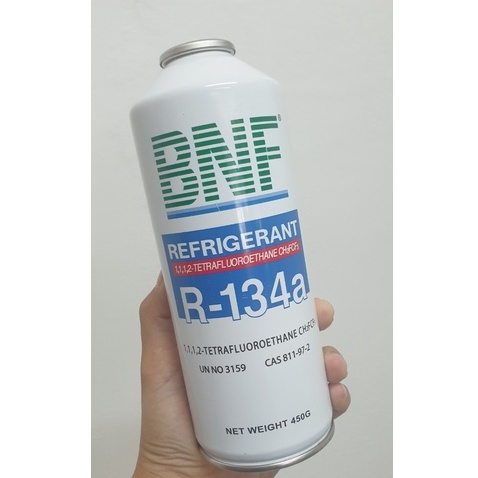 BNF®
REFRIGERANT
1,1,1,2-TETRAFLUOROETHANE CH₂FCF₃
R-134a
1,1,1,2-TETRAFLUOROETHANE CH₂FCF₃
UN NO 3159 CAS 811-97-2
NET WEIGHT 450G